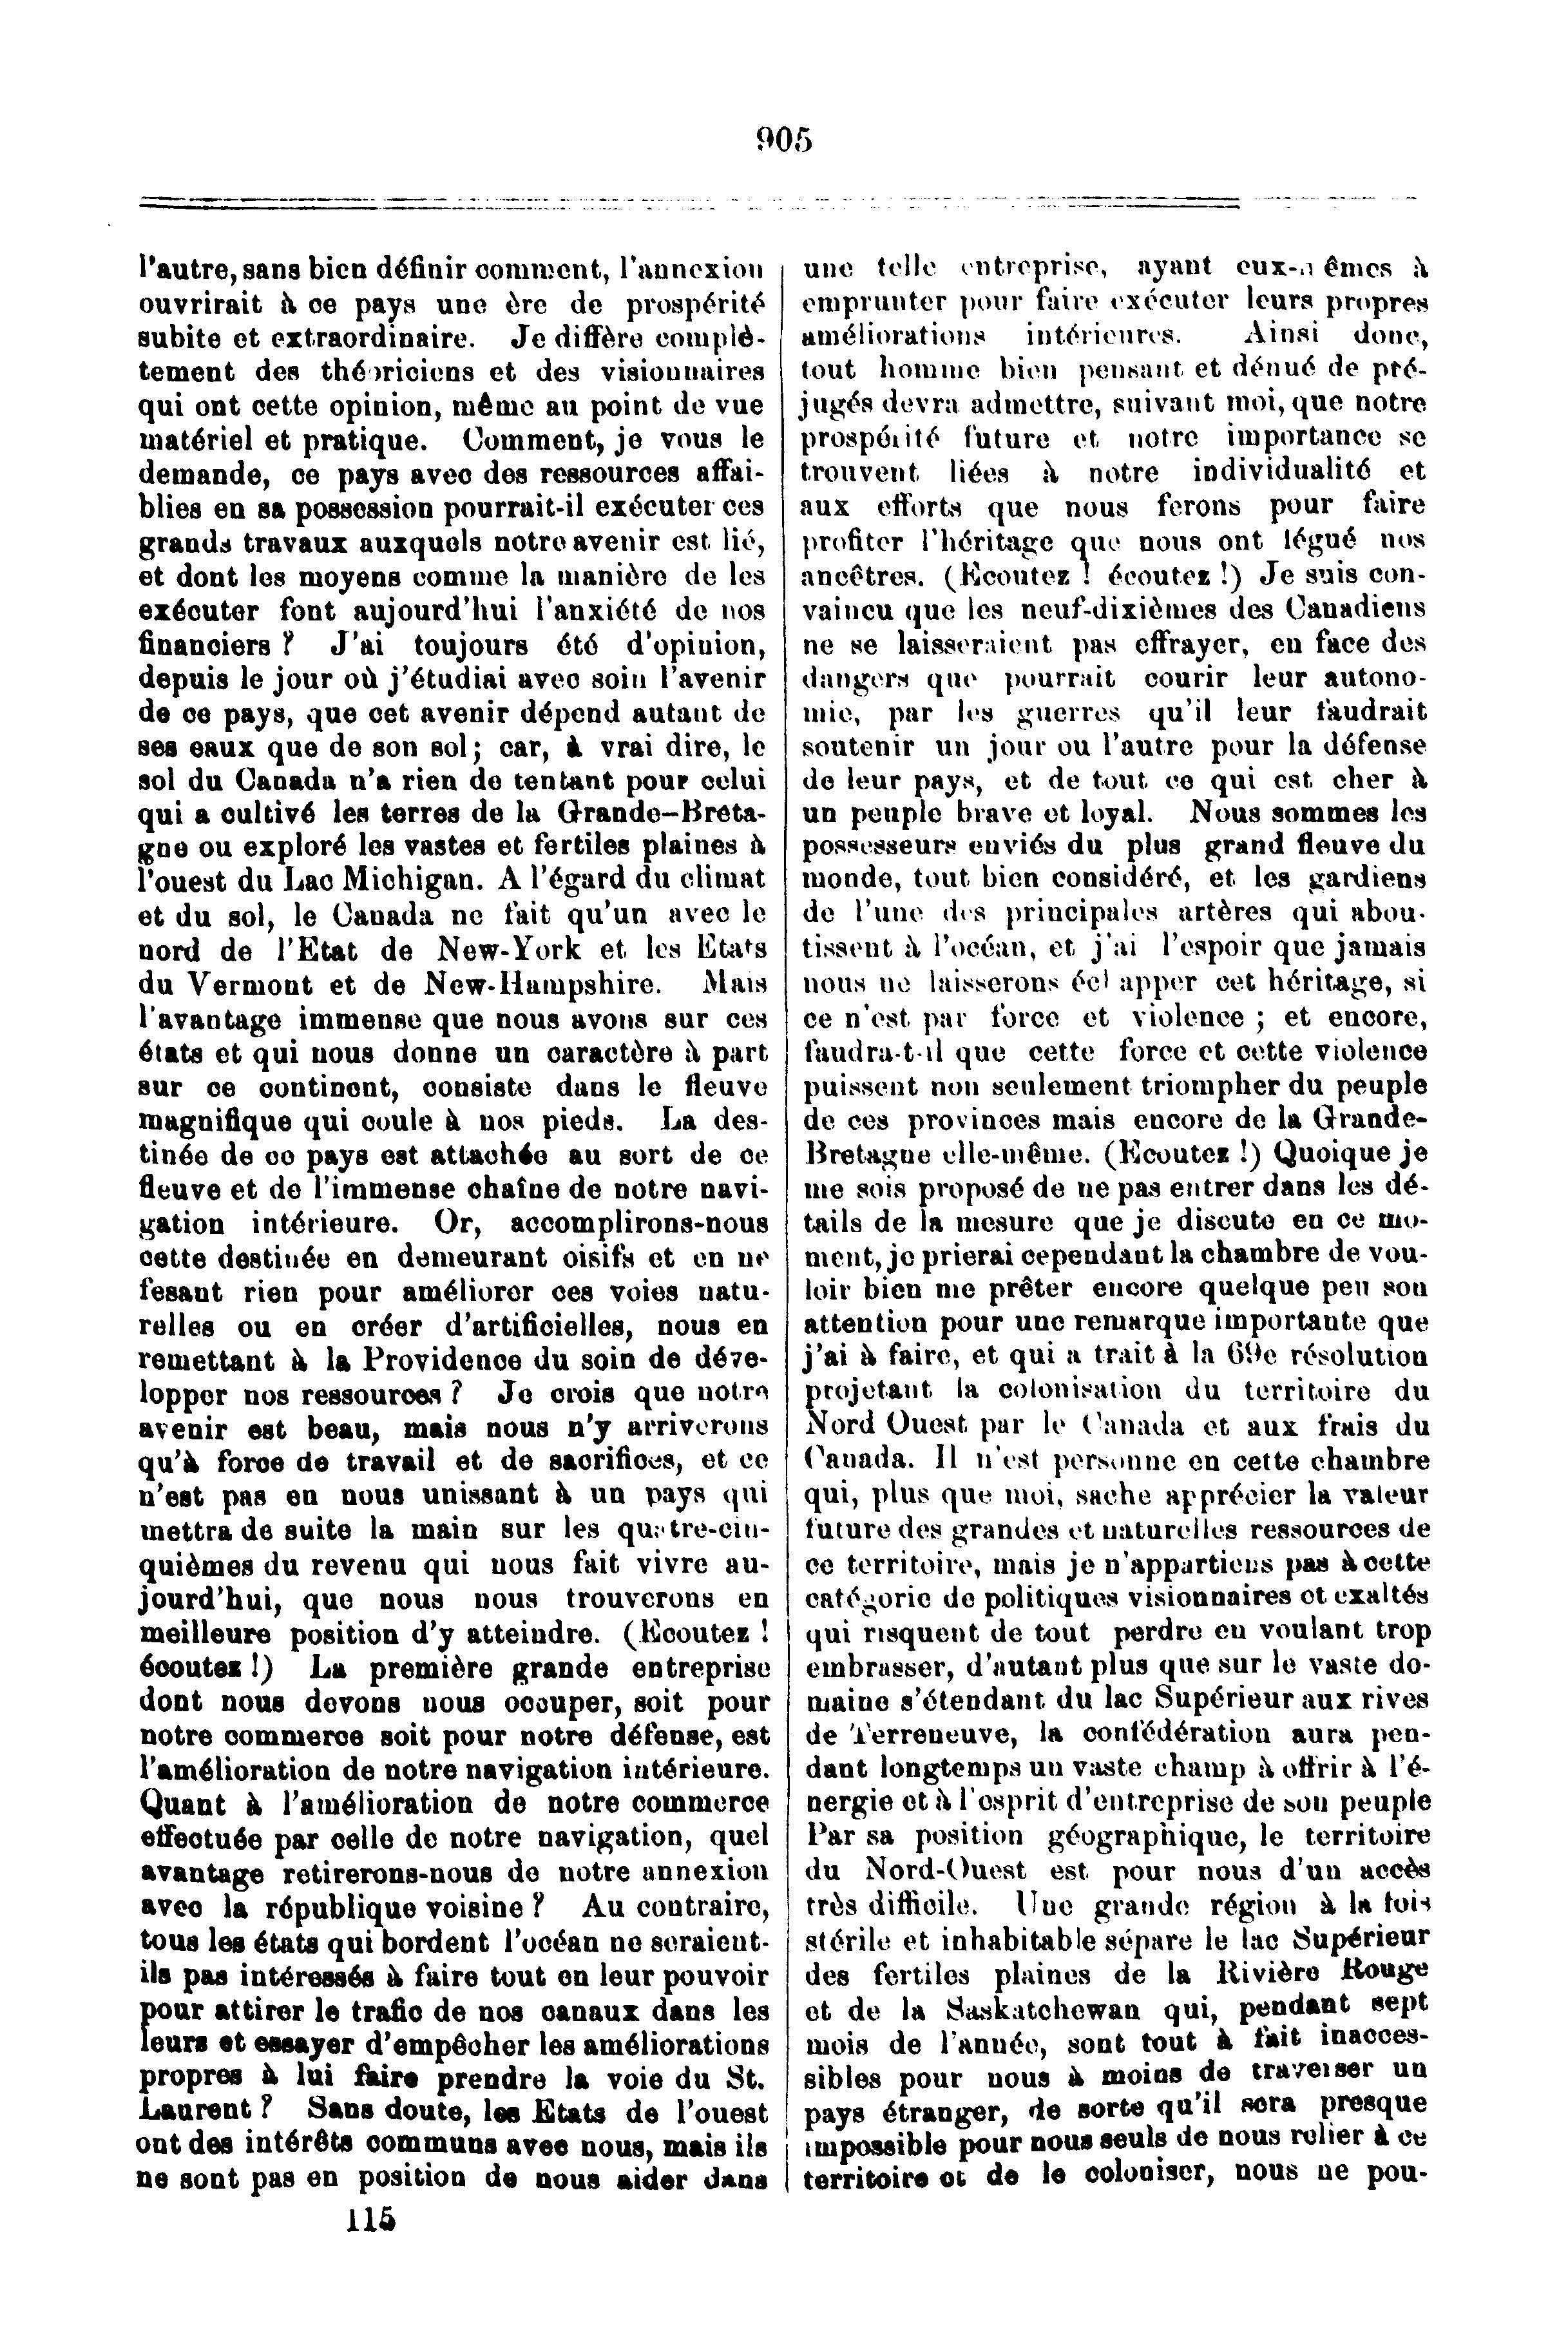 905
l'autre, sans bien définir comment, l'annexion
ouvrirait à ce pays une ère de prospérité
subite et extraordinaire. Je diffère complè-
tement des théoriciens et des visionnaires
qui ont cette opinion, même au point de vue
matériel et pratique. Comment, je vous le
demande, ce pays avec des ressources affai-
blies en sa possession pourrait-il exécuter ces
grands travaux auxquels notre avenir est lié,
et dont les moyens comme la manière de les
exécuter font aujourd'hui l'anxiété de nos
financiers ? J'ai toujours été d'opinion,
depuis le jour où j'étudiai avec soin l'avenir
de ce pays, que cet avenir dépend autant de
ses eaux que de son sol ; car, à vrai dire, le
sol du Canada n'a rien de tentant pour celui
qui a cultivé les terres de la Grande-Breta-
gne ou exploré les vastes et fertiles plaines à
l'ouest du Lac Michigan. A l'égard du climat
et du sol, le Canada ne fait qu'un avec le
nord de l'Etat de New-York et les Etats
du Vermont et de New-Hampshire. Mais
l'avantage immense que nous avons sur ces
états et qui nous donne un caractère à part
sur ce continent, consiste dans le fleuve
magnifique qui coule à nos pieds. La des-
tinée de ce pays est attachée au sort de ce
fleuve et de l'immense chaîne de notre navi-
gation intérieure. Or, accomplirons-nous
cette destinée en demeurant oisifs et en ne
fesant rien pour améliorer ces voies natu-
relles ou en créer d'artificielles, nous en
remettant à la Providence du soin de déve-
lopper nos ressources ? Je crois que notre
avenir est beau, mais nous n'y arriverons
qu'à force de travail et de sacrifices, et ce
n'est pas en nous unissant à un pays qui
mettra de suite la main sur les quatre-cin-
quièmes du revenu qui nous fait vivre au-
jourd'hui, que nous nous trouverons en
meilleure position d'y atteindre. (Ecoutez !
écoutez !) La première grande entreprise
dont nous devons nous occuper, soit pour
notre commerce soit pour notre défense, est
l'amélioration de notre navigation intérieure.
Quant à l'amélioration de notre commerce
effectuée par celle de notre navigation, quel
avantage retirerons-nous de notre annexion
avec la république voisine ? Au contraire,
tous les états qui bordent l'océan ne seraient-
ils pas intéressés à faire tout en leur pouvoir
pour attirer le trafic de nos canaux dans les
leurs et essayer d'empêcher les améliorations
propres à lui faire prendre la voie du St.
Laurent ? Sans doute, les Etats de l'ouest
ont des intérêts communs avec nous, mais ils
ne sont pas en position de nous aider dans
115
une telle entreprise, ayant eux-mêmes à
emprunter pour faire exécuter leurs propres
améliorations intérieures. Ainsi donc,
tout homme bien pensant et dénué de pré-
jugés devra admettre, suivant moi, que notre
prospérité future et notre importance se
trouvent liées à notre individualité et
aux efforts que nous ferons pour faire
profiter l'héritage que nous ont légué nos
ancêtres. (Ecoutez ! écoutez !) Je suis con-
vaincu que les neuf-dixièmes des Canadiens
ne se laisseraient pas effrayer, en face des
dangers que pourrait courir leur autono-
mie, par les guerres qu'il leur faudrait
soutenir un jour ou l'autre pour la défense
de leur pays, et de tout ce qui est cher à
un peuple brave et loyal. Nous sommes les
possesseurs enviés du plus grand fleuve du
monde, tout bien considéré, et les gardiens
de l'une des principales artères qui abou-
tissent à l'océan, et j'ai l'espoir que jamais
nous ne laisserons échapper cet héritage, si
ce n'est par force et violence ; et encore,
faudra-t-il que cette force et cette violence
puissent non seulement triompher du peuple
de ces provinces mais encore de la Grande-
Bretagne elle-même. (Ecoutez !) Quoique je
me sois proposé de ne pas entrer dans les dé-
tails de la mesure que je discute en ce mo-
ment, je prierai cependant la chambre de vou-
loir bien me prêter encore quelque peu son
attention pour une remarque importante que
j'ai à faire, et qui a trait à la 69e résolution
projetant la colonisation du territoire du
Nord Ouest par le Canada et aux frais du
Canada. Il n'est personne en cette chambre
qui, plus que moi, sache apprécier la valeur
future des grandes et naturelles ressources de
ce territoire, mais je n'appartiens pas à cette
catégorie de politiques visionnaires et exaltés
qui risquent de tout perdre en voulant trop
embrasser, d'autant plus que sur le vaste do-
maine s'étendant du lac Supérieur aux rives
de Terreneuve, la confédération aura pen-
dant longtemps un vaste champ à offrir à l'é-
nergie et à l'esprit d'entreprise de son peuple
Par sa position géographique, le territoire
du Nord-Ouest est pour nous d'un accès
très difficile. Une grande région à la fois
stérile et inhabitable sépare le lac Supérieur
des fertiles plaines de la Rivière Rouge
et de la Saskatchewan qui, pendant sept
mois de l'année, sont tout à fait inacces-
sibles pour nous à moins de traverser un
pays étranger, de sorte qu'il sera presque
impossible pour nous seuls de nous relier à ce
territoire et de le coloniser, nous ne pou-